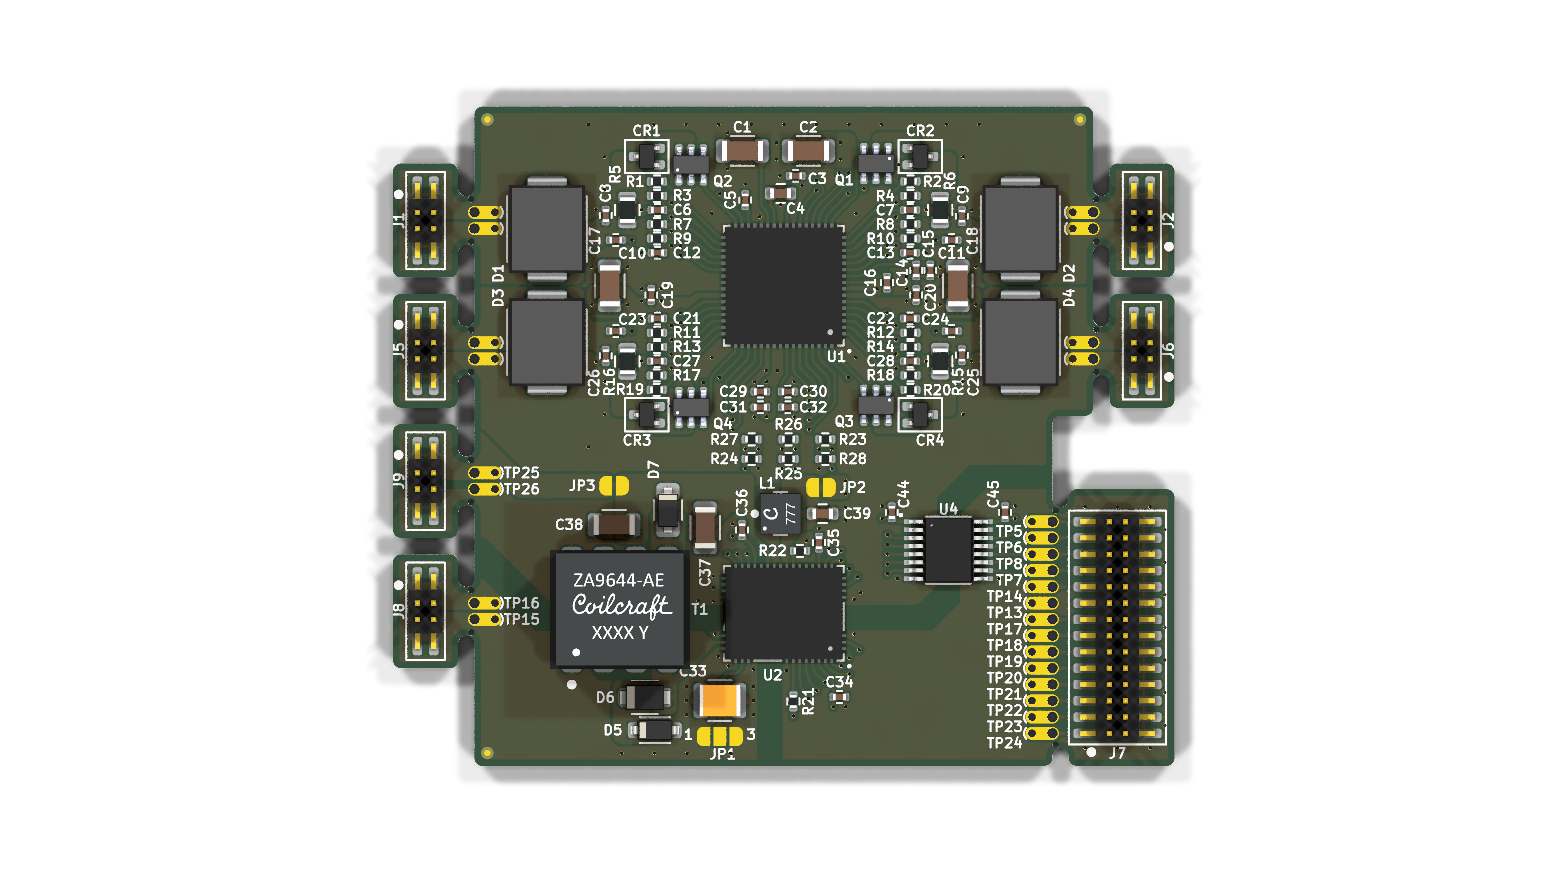 CR1 C1 C2 CR2
R5 R1 Q2 C3 Q1 R2 R6
C3 R3 C5 C4 R4 C9
C6 C7
J1 C17 R7 R8 C15 C18 J2
R9 R10
C10 C12 C13 C11
D1 C16 C14 D2
D3 C19 C20 D4
C23 C21 C22 C24
R11 R12
J5 R13 U1 R14 J6
C27 C28
C26 R16 R17 R18 R15 C25
R19 C29 C30 R20
C31 C32
CR3 Q4 R26 Q3 CR4
R27 R23
R24 R28
J9 TP25 D7 R25
TP26 JP3 L1 JP2
C36 C44 C45
C38 C 777 C39 U4
TP5
R22 C35 TP6
TP8
C37 TP7
ZA9644-AE
Coilcraft
XXXX Y
J8 TP16 T1 TP14
TP15 TP13
TP17
TP18
TP19
C33 U2 TP20
D6 R21 C34 TP21
TP22
D5 1 3 TP23
TP24
JP1 J7